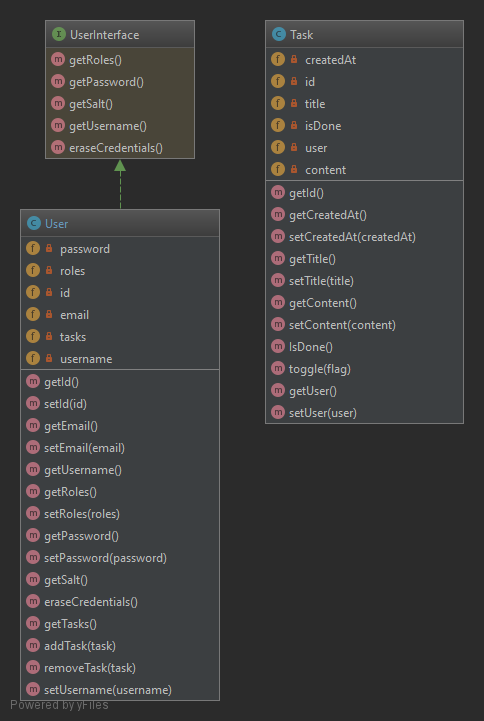 UserInterface
getRoles()
getPassword()
getSalt()
getUsername()
eraseCredentials()
User
password
roles
id
email
tasks
username
getId()
setId(id)
getEmail()
setEmail(email)
getUsername()
getRoles()
setRoles(roles)
getPassword()
setPassword(password)
getSalt()
eraseCredentials()
getTasks()
addTask(task)
removeTask(task)
setUsername(username)
Task
createdAt
id
title
isDone
user
content
getId()
getCreatedAt()
setCreatedAt(createdAt)
getTitle()
setTitle(title)
getContent()
setContent(content)
IsDone()
toggle(flag)
getUser()
setUser(user)
Powered by yFiles